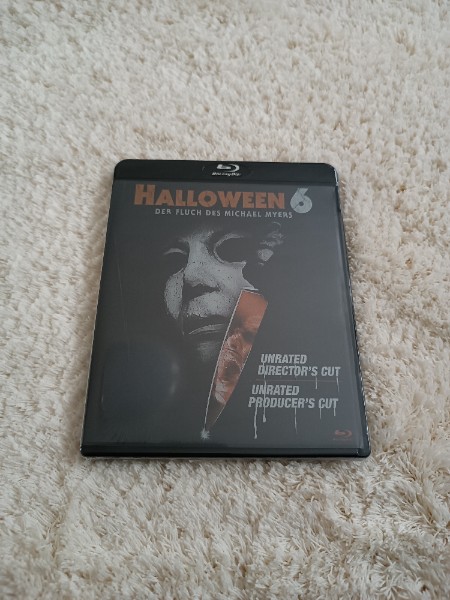 Blu-ray Disc
HALLOWEEN 6
DER FLUCH DES MICHAEL MYERS
UNRATED
DIRECTOR'S CUT
UNRATED
PRODUCER'S CUT